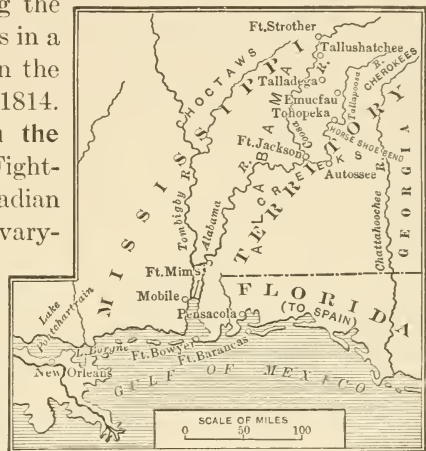 ng the
s in a
n the
1814.
n the
Fight-
adian
vary-
Ft.Strother
Tallushatchee
R.
CHEROKEES
Talladega
R.
CHOCTAWS
Emucfau
Tohopeka
Tallapoosa
R.
Coosa
HORSE SHOE BEND
Ft.Jackson
CREEKS
Autossee
MISSISSIPPI
TERRITORY
ALABAMA
GEORGIA
Chattahoochee R.
Tombigby R.
Alabama
R.
Ft.Mims
Mobile
Pensacola
FLORIDA
(TO SPAIN)
Lake
Pontchartrain
L. Borgne
Ft.Bowyer
Ft.Barancas
New Orleans
GULF OF MEXICO
SCALE OF MILES
0 50 100